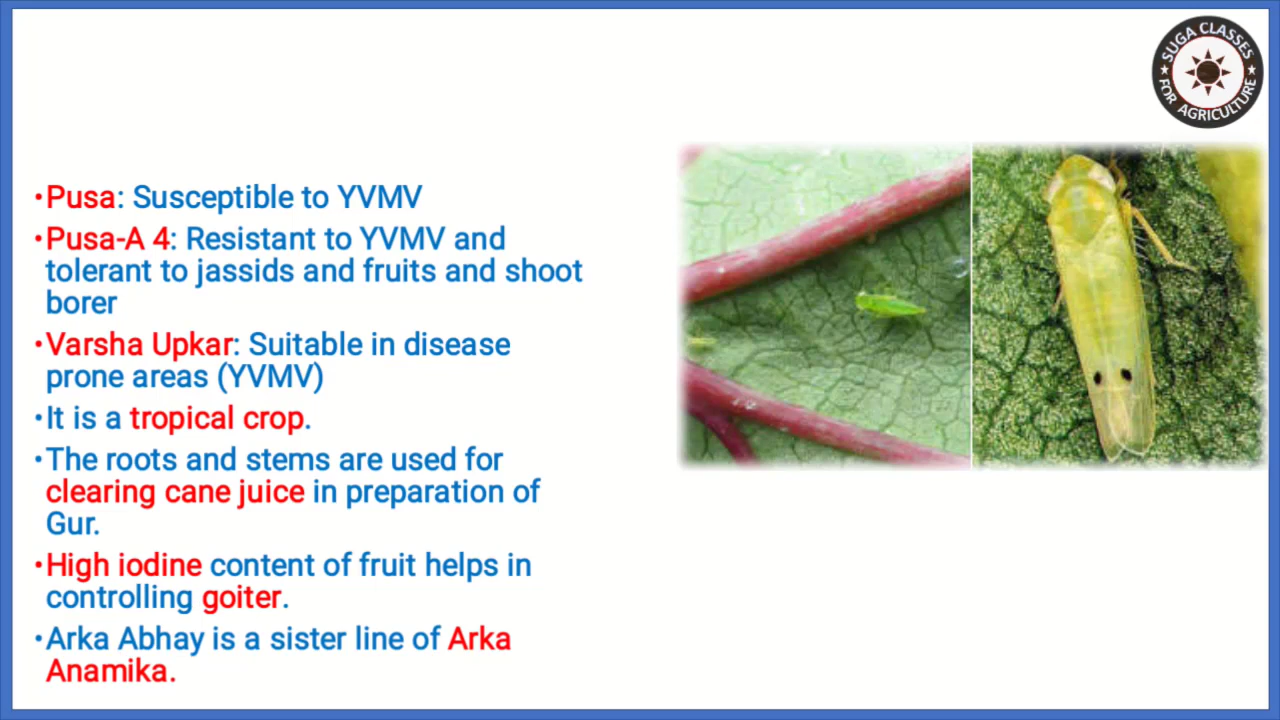 SUGA CLASSES
FOR AGRICULTURE
•Pusa: Susceptible to YVMV
•Pusa-A 4: Resistant to YVMV and
tolerant to jassids and fruits and shoot
borer
•Varsha Upkar: Suitable in disease
prone areas (YVMV)
•It is a tropical crop.
•The roots and stems are used for
clearing cane juice in preparation of
Gur.
•High iodine content of fruit helps in
controlling goiter.
•Arka Abhay is a sister line of Arka
Anamika.